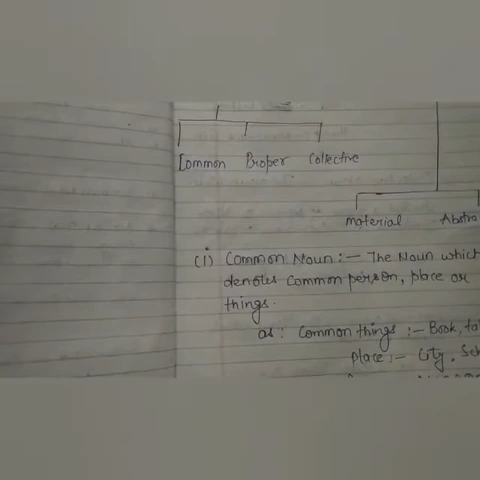 Common Proper Collective
material
(i) Common Noun :- The Noun which
denotes Common person, place or
things.
as: Common things :- Book,
place :- City,